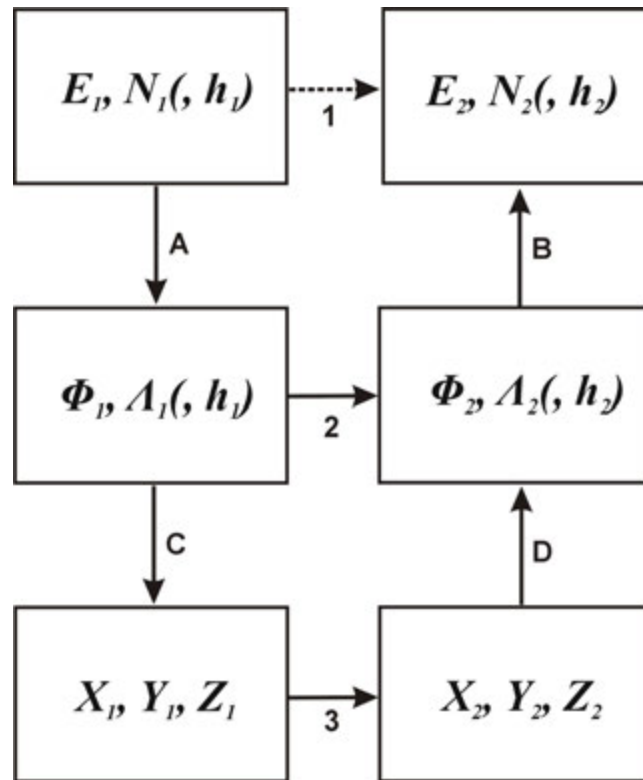 E₁, N₁(, h₁)
1
E₂, N₂(, h₂)
A
B
Φ₁, Λ₁(, h₁)
2
Φ₂, Λ₂(, h₂)
C
D
X₁, Y₁, Z₁
3
X₂, Y₂, Z₂